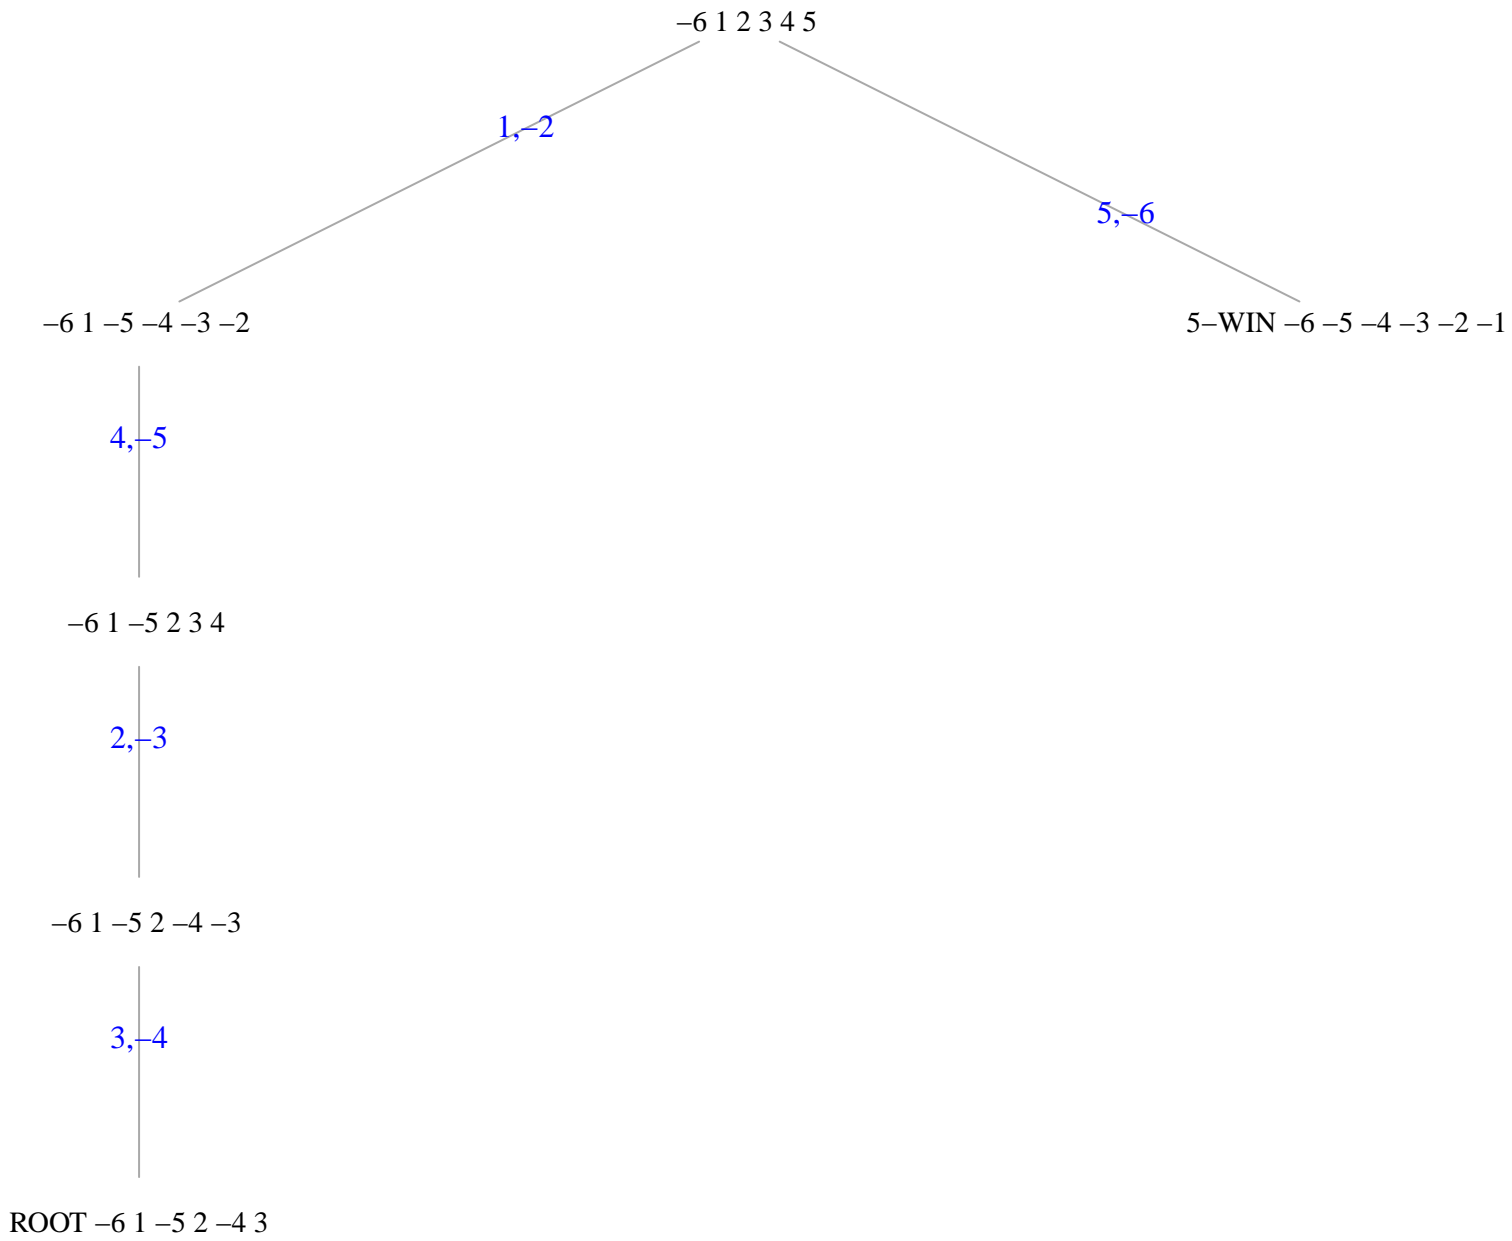 –6 1 2 3 4 5
1,–2
5,–6
–6 1 –5 –4 –3 –2
5–WIN –6 –5 –4 –3 –2 –1
4,–5
–6 1 –5 2 3 4
2,–3
–6 1 –5 2 –4 –3
3,–4
ROOT –6 1 –5 2 –4 3